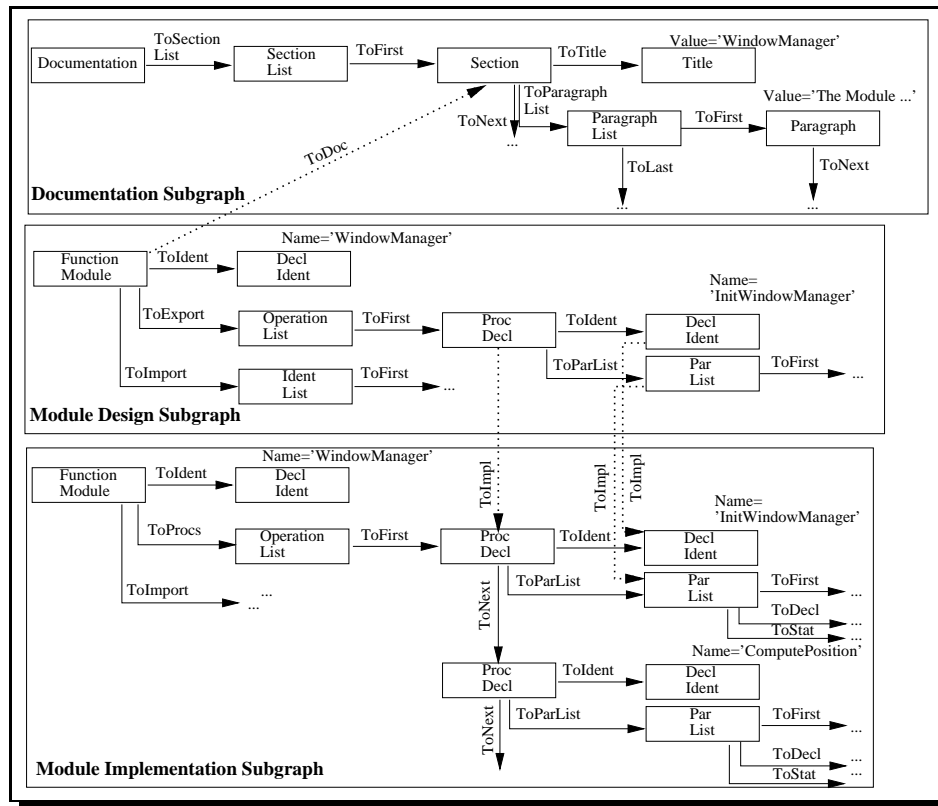 Documentation
ToSection
List
Section
List
ToFirst
Section
ToTitle
Value='WindowManager'
Title
ToParagraph
List
ToNext
...
Paragraph
List
ToFirst
Value='The Module ...'
Paragraph
ToLast
...
ToNext
...
ToDoc
Documentation Subgraph
Function
Module
ToIdent
Name='WindowManager'
Decl
Ident
ToExport
Operation
List
ToFirst
Proc
Decl
ToIdent
Name=
'InitWindowManager'
Decl
Ident
ToParList
Par
List
ToFirst
...
ToImport
Ident
List
ToFirst
...
Module Design Subgraph
ToImpl
ToImpl
ToImpl
Function
Module
ToIdent
Name='WindowManager'
Decl
Ident
ToProcs
Operation
List
ToFirst
Proc
Decl
ToIdent
Name=
'InitWindowManager'
Decl
Ident
ToParList
Par
List
ToFirst
...
ToDecl
...
ToStat
...
ToImport
...
...
ToNext
Proc
Decl
ToIdent
Name='ComputePosition'
Decl
Ident
ToParList
Par
List
ToFirst
...
ToDecl
...
ToStat
...
ToNext
Module Implementation Subgraph